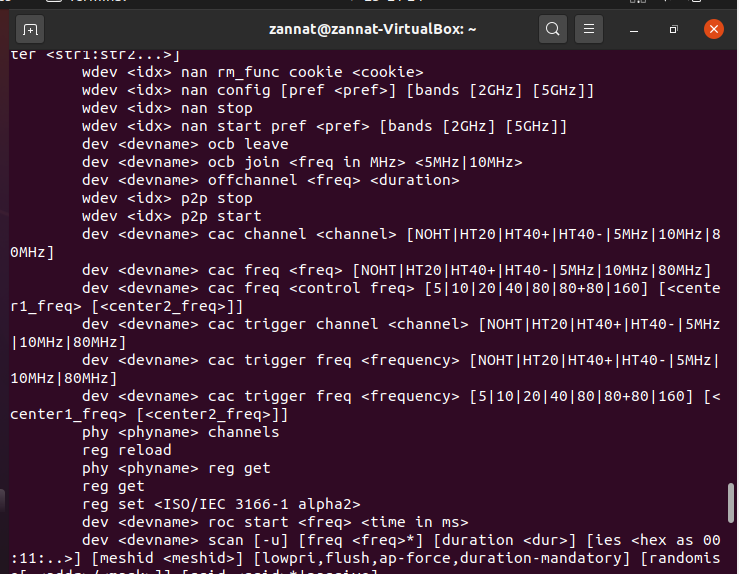 zannat@zannat-VirtualBox: ~
ter <str1:str2...>]
wdev <idx> nan rm_func cookie <cookie>
wdev <idx> nan config [pref <pref>] [bands [2GHz] [5GHz]]
wdev <idx> nan stop
wdev <idx> nan start pref <pref> [bands [2GHz] [5GHz]]
dev <devname> ocb leave
dev <devname> ocb join <freq in MHz> <5MHz|10MHz>
dev <devname> offchannel <freq> <duration>
wdev <idx> p2p stop
wdev <idx> p2p start
dev <devname> cac channel <channel> [NOHT|HT20|HT40+|HT40-|5MHz|10MHz|8
0MHz]
dev <devname> cac freq <freq> [NOHT|HT20|HT40+|HT40-|5MHz|10MHz|80MHz]
dev <devname> cac freq <control freq> [5|10|20|40|80|80+80|160] [<cente
r1_freq> [<center2_freq>]]
dev <devname> cac trigger channel <channel> [NOHT|HT20|HT40+|HT40-|5MHz
|10MHz|80MHz]
dev <devname> cac trigger freq <frequency> [NOHT|HT20|HT40+|HT40-|5MHz|
10MHz|80MHz]
dev <devname> cac trigger freq <frequency> [5|10|20|40|80|80+80|160] [<
center1_freq> [<center2_freq>]]
phy <phyname> channels
reg reload
phy <phyname> reg get
reg get
reg set <ISO/IEC 3166-1 alpha2>
dev <devname> roc start <freq> <time in ms>
dev <devname> scan [-u] [freq <freq>*] [duration <dur>] [ies <hex as 00
:11:..>] [meshid <meshid>] [lowpri,flush,ap-force,duration-mandatory] [randomis